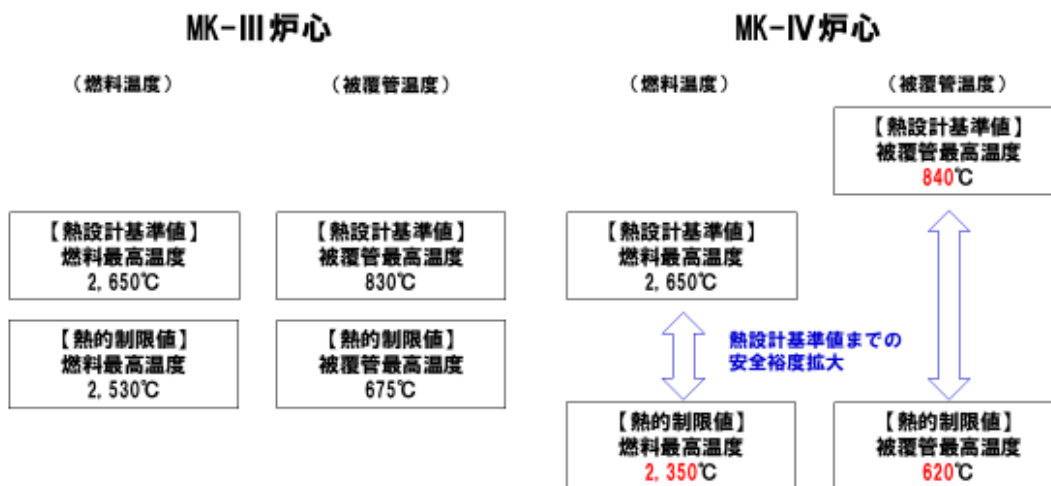 MK-III炉心
（燃料温度）
（被覆管温度）
【熱設計基準値】
燃料最高温度
2,650℃
【熱設計基準値】
被覆管最高温度
830℃
【熱的制限値】
燃料最高温度
2,530℃
【熱的制限値】
被覆管最高温度
675℃
MK-IV炉心
（燃料温度）
（被覆管温度）
【熱設計基準値】
被覆管最高温度
840℃
【熱設計基準値】
燃料最高温度
2,650℃
熱設計基準値までの
安全裕度拡大
【熱的制限値】
燃料最高温度
2,350℃
【熱的制限値】
被覆管最高温度
620℃